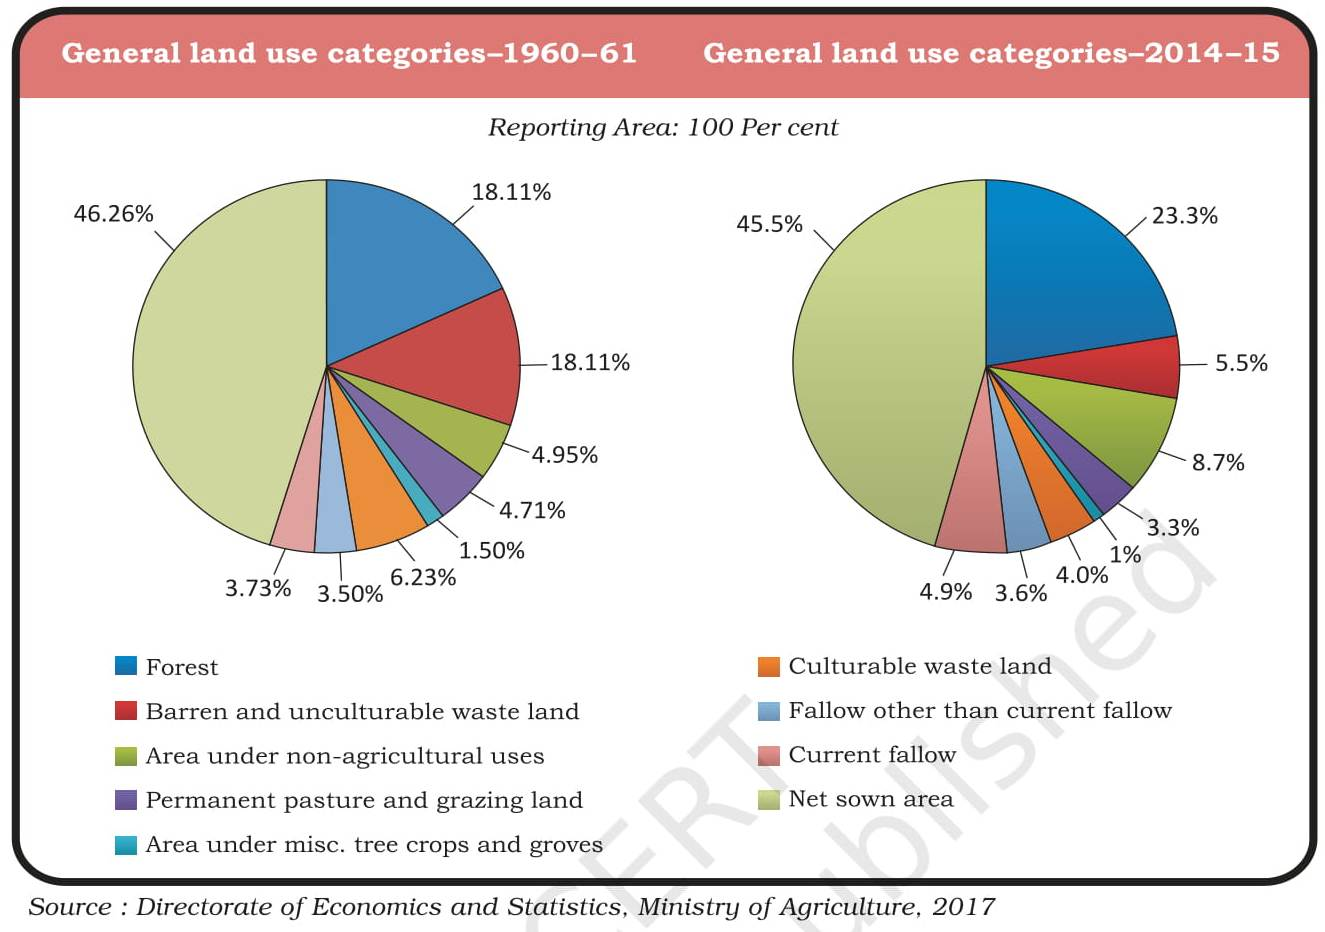 General land use categories–1960–61
General land use categories–2014–15
Reporting Area: 100 Per cent
46.26%
18.11%
18.11%
4.95%
4.71%
1.50%
6.23%
3.50%
3.73%
45.5%
23.3%
5.5%
8.7%
3.3%
1%
4.0%
3.6%
4.9%
Forest
Barren and unculturable waste land
Area under non-agricultural uses
Permanent pasture and grazing land
Area under misc. tree crops and groves
Culturable waste land
Fallow other than current fallow
Current fallow
Net sown area
Source : Directorate of Economics and Statistics, Ministry of Agriculture, 2017